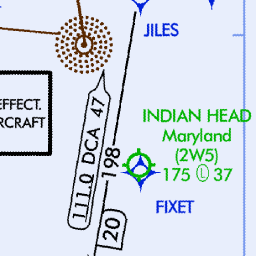 JILES
EFFECT.
RCRAFT
111.0 DCA 47
198
INDIAN HEAD
Maryland
(2W5)
175 Ⓛ 37
FIXET
20